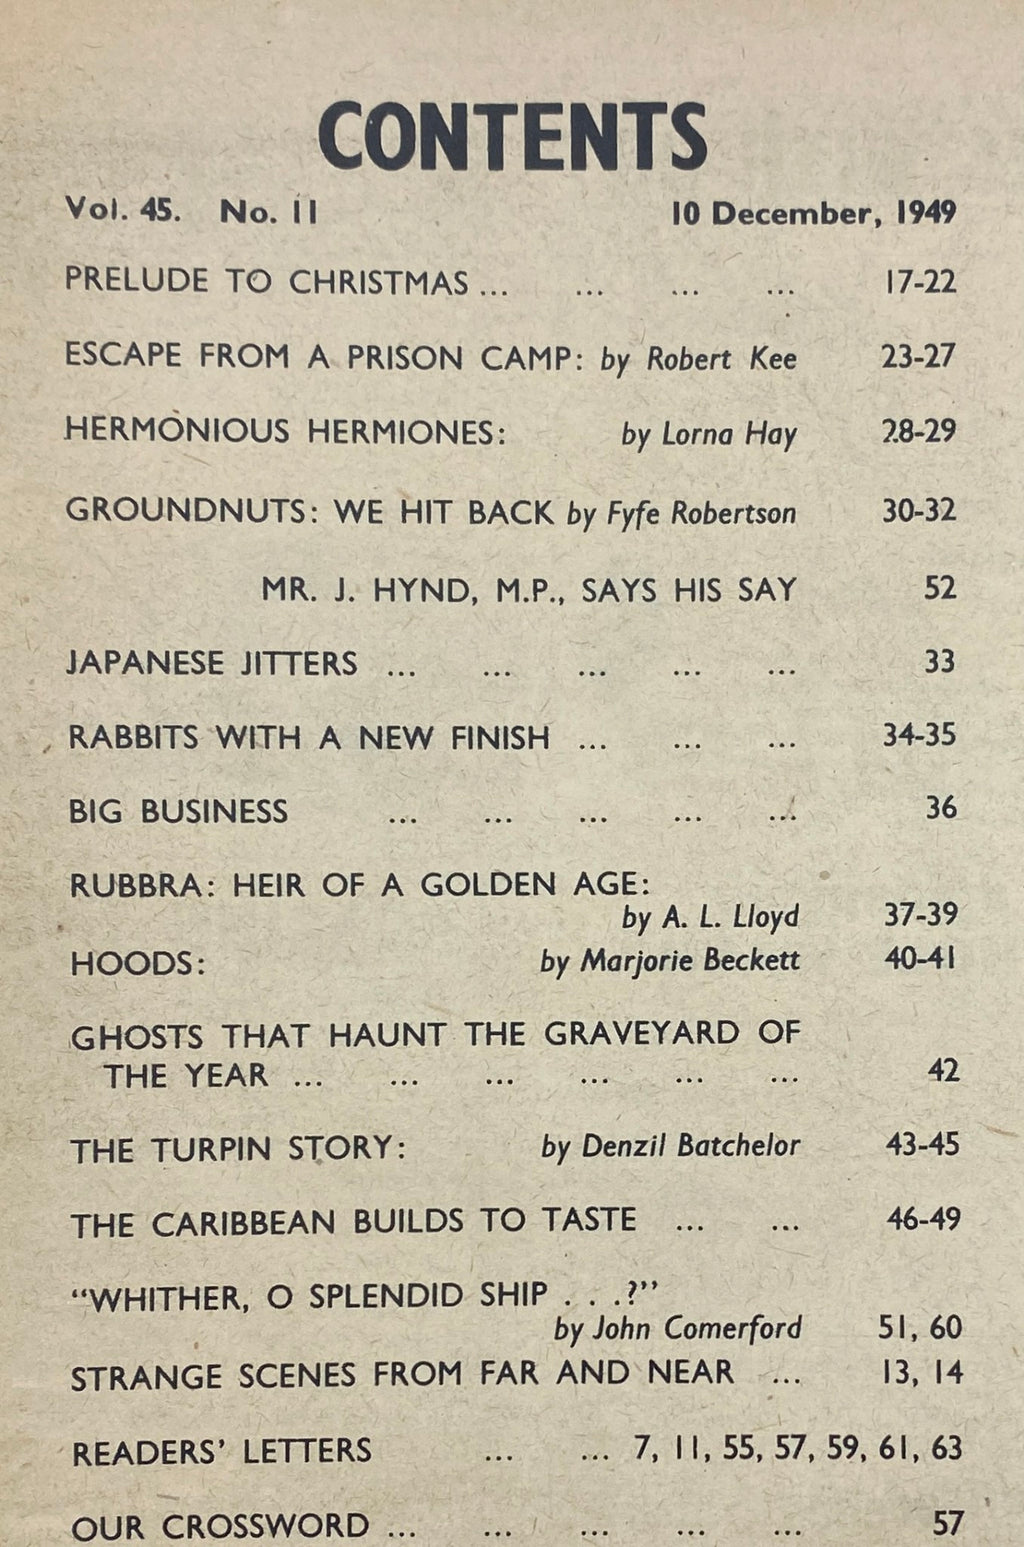 CONTENTS
Vol. 45. No. 11 10 December, 1949
PRELUDE TO CHRISTMAS ... ... ... ... 17-22
ESCAPE FROM A PRISON CAMP: by Robert Kee 23-27
HERMONIOUS HERMIONES: by Lorna Hay 28-29
GROUNDNUTS: WE HIT BACK by Fyfe Robertson 30-32
MR. J. HYND, M.P., SAYS HIS SAY 52
JAPANESE JITTERS ... ... ... ... ... 33
RABBITS WITH A NEW FINISH ... ... ... 34-35
BIG BUSINESS ... ... ... ... ... 36
RUBBRA: HEIR OF A GOLDEN AGE:
by A. L. Lloyd 37-39
HOODS: by Marjorie Beckett 40-41
GHOSTS THAT HAUNT THE GRAVEYARD OF
THE YEAR ... ... ... ... ... ... 42
THE TURPIN STORY: by Denzil Batchelor 43-45
THE CARIBBEAN BUILDS TO TASTE ... ... 46-49
"WHITHER, O SPLENDID SHIP . . .?"
by John Comerford 51, 60
STRANGE SCENES FROM FAR AND NEAR ... 13, 14
READERS' LETTERS ... ... 7, 11, 55, 57, 59, 61, 63
OUR CROSSWORD ... ... ... ... ... 57